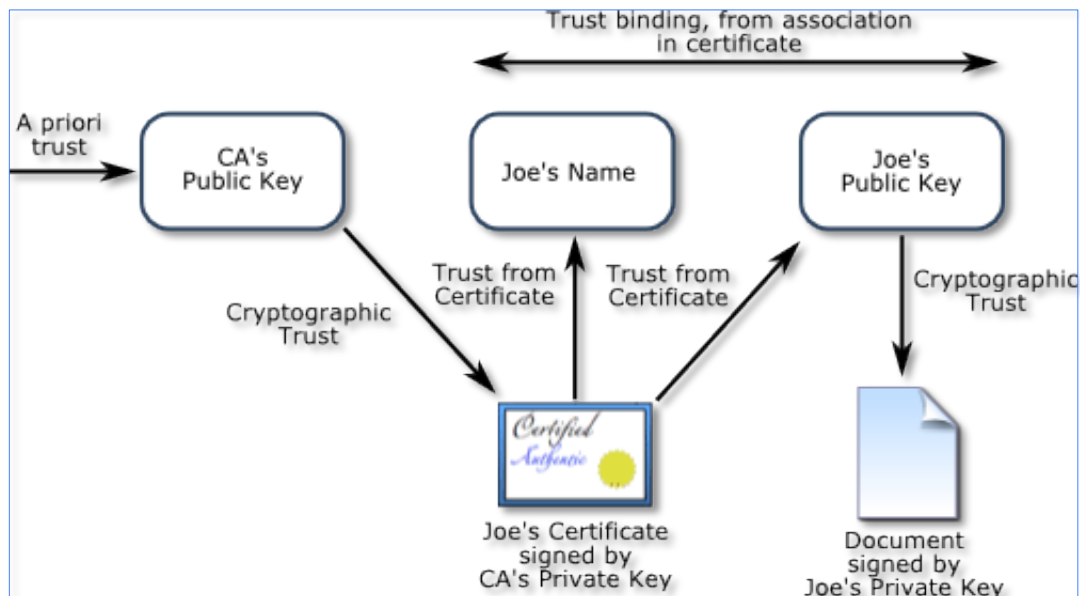 Trust binding, from association
in certificate
A priori
trust
CA's
Public Key
Joe's Name
Joe's
Public Key
Trust from
Certificate
Trust from
Certificate
Cryptographic
Trust
Cryptographic
Trust
Certified
Authentic
Joe's Certificate
signed by
CA's Private Key
Document
signed by
Joe's Private Key